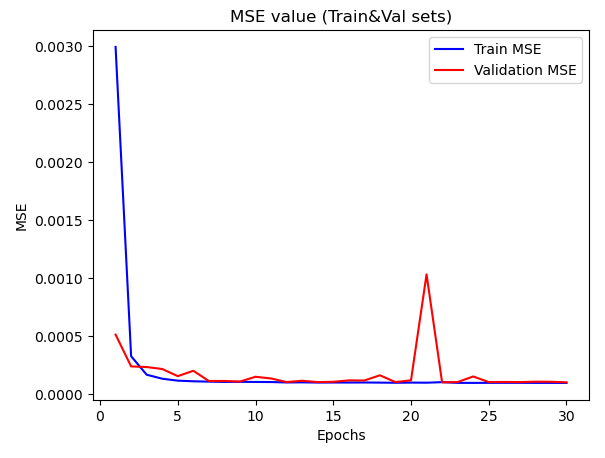 MSE value (Train&Val sets)
Train MSE
Validation MSE
0.0030
0.0025
0.0020
0.0015
0.0010
0.0005
0.0000
MSE
0 5 10 15 20 25 30
Epochs